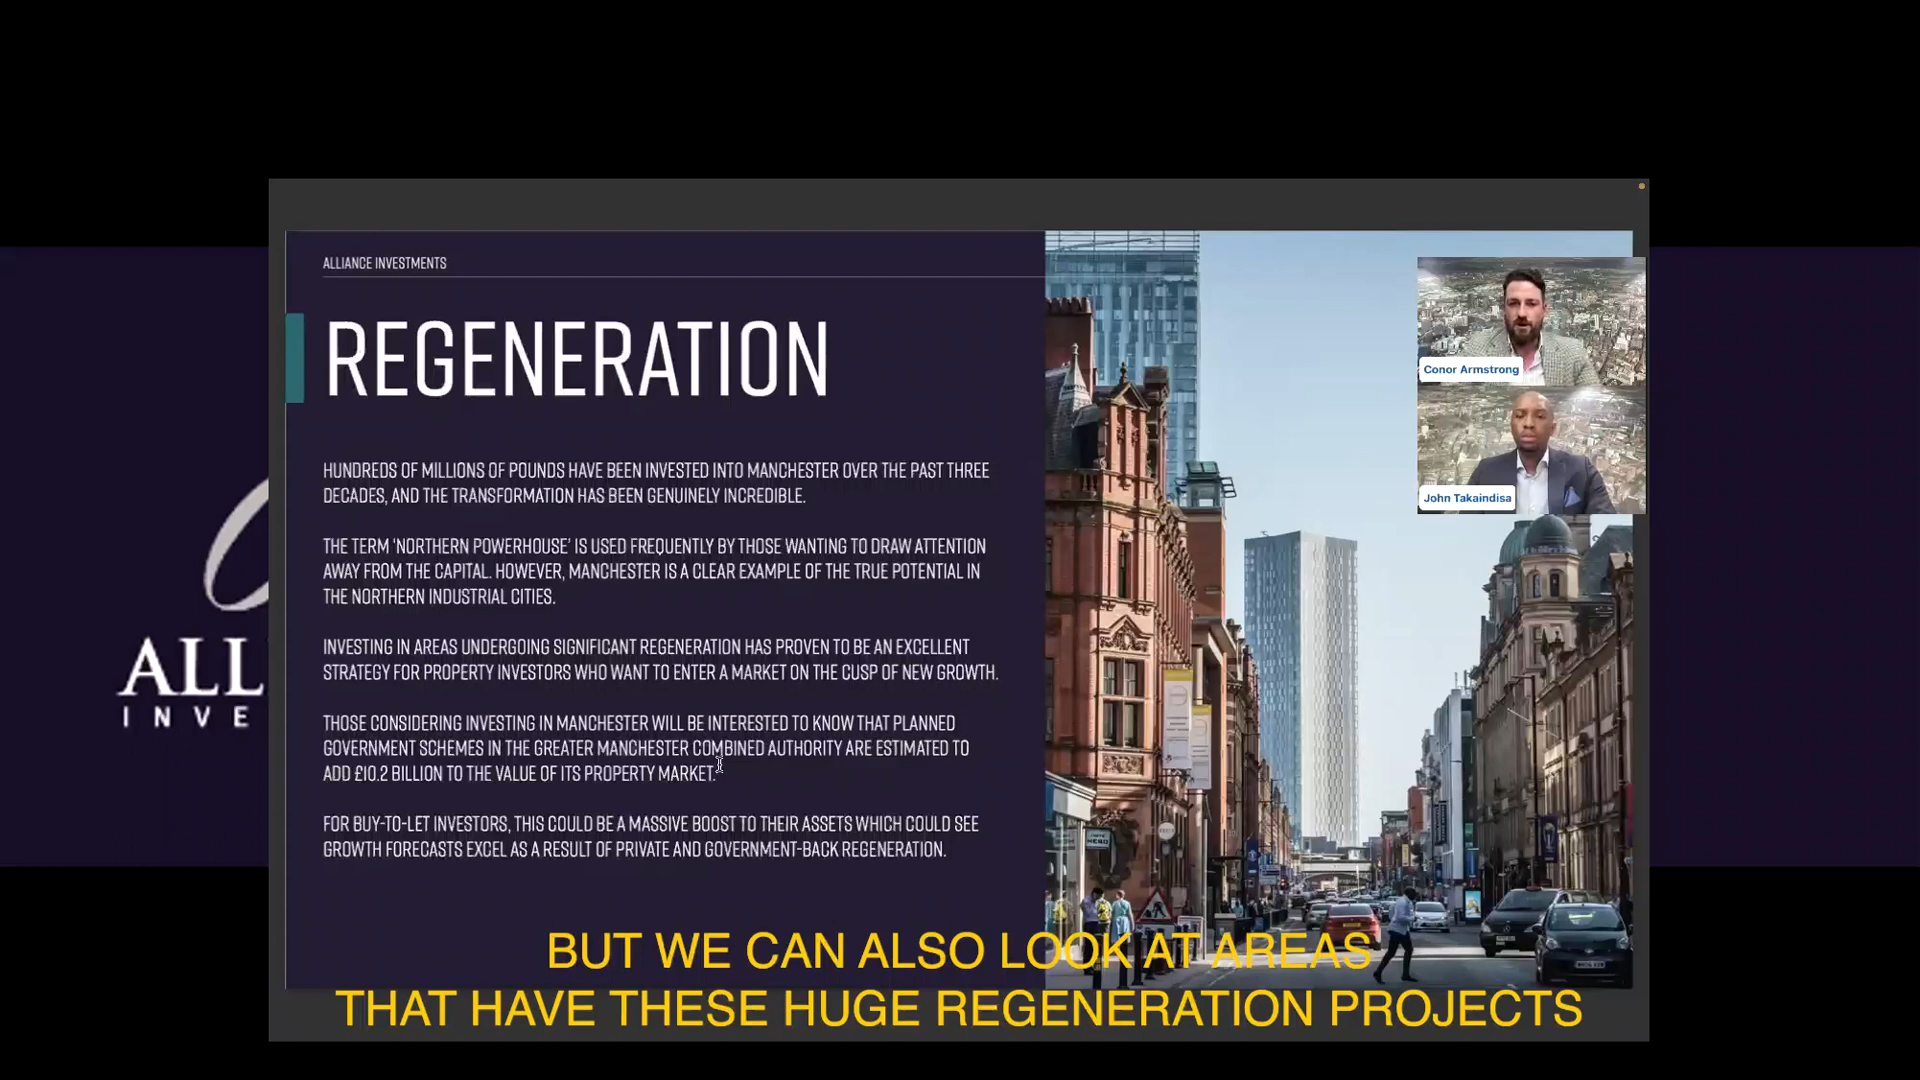 ALLIANCE INVESTMENTS
REGENERATION
HUNDREDS OF MILLIONS OF POUNDS HAVE BEEN INVESTED INTO MANCHESTER OVER THE PAST THREE
DECADES, AND THE TRANSFORMATION HAS BEEN GENUINELY INCREDIBLE.
THE TERM ‘NORTHERN POWERHOUSE’ IS USED FREQUENTLY BY THOSE WANTING TO DRAW ATTENTION
AWAY FROM THE CAPITAL. HOWEVER, MANCHESTER IS A CLEAR EXAMPLE OF THE TRUE POTENTIAL IN
THE NORTHERN INDUSTRIAL CITIES.
INVESTING IN AREAS UNDERGOING SIGNIFICANT REGENERATION HAS PROVEN TO BE AN EXCELLENT
STRATEGY FOR PROPERTY INVESTORS WHO WANT TO ENTER A MARKET ON THE CUSP OF NEW GROWTH.
THOSE CONSIDERING INVESTING IN MANCHESTER WILL BE INTERESTED TO KNOW THAT PLANNED
GOVERNMENT SCHEMES IN THE GREATER MANCHESTER COMBINED AUTHORITY ARE ESTIMATED TO
ADD £10.2 BILLION TO THE VALUE OF ITS PROPERTY MARKET.
FOR BUY-TO-LET INVESTORS, THIS COULD BE A MASSIVE BOOST TO THEIR ASSETS WHICH COULD SEE
GROWTH FORECASTS EXCEL AS A RESULT OF PRIVATE AND GOVERNMENT-BACK REGENERATION.
Conor Armstrong
John Takaindisa
ALL
INVE
BUT WE CAN ALSO LOOK AT AREAS
THAT HAVE THESE HUGE REGENERATION PROJECTS